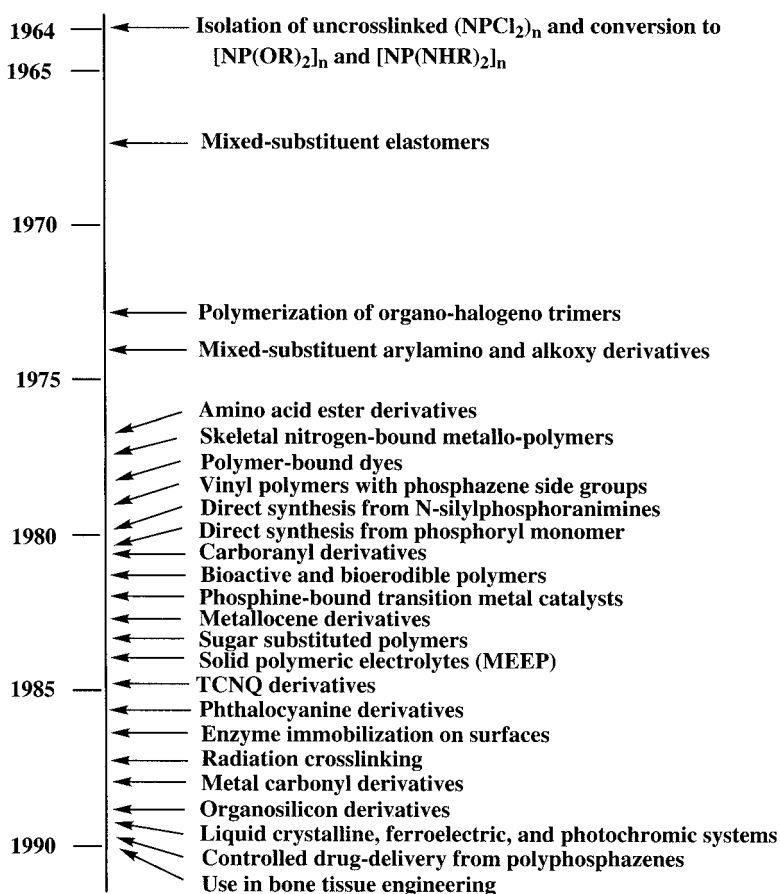 1964
Isolation of uncrosslinked (NPCl₂)ₙ and conversion to
[NP(OR)₂]ₙ and [NP(NHR)₂]ₙ
1965
Mixed-substituent elastomers
1970
Polymerization of organo-halogeno trimers
Mixed-substituent arylamino and alkoxy derivatives
1975
Amino acid ester derivatives
Skeletal nitrogen-bound metallo-polymers
Polymer-bound dyes
Vinyl polymers with phosphazene side groups
Direct synthesis from N-silylphosphoranimines
1980
Direct synthesis from phosphoryl monomer
Carboranyl derivatives
Bioactive and bioerodible polymers
Phosphine-bound transition metal catalysts
Metallocene derivatives
Sugar substituted polymers
Solid polymeric electrolytes (MEEP)
1985
TCNQ derivatives
Phthalocyanine derivatives
Enzyme immobilization on surfaces
Radiation crosslinking
Metal carbonyl derivatives
Organosilicon derivatives
Liquid crystalline, ferroelectric, and photochromic systems
1990
Controlled drug-delivery from polyphosphazenes
Use in bone tissue engineering